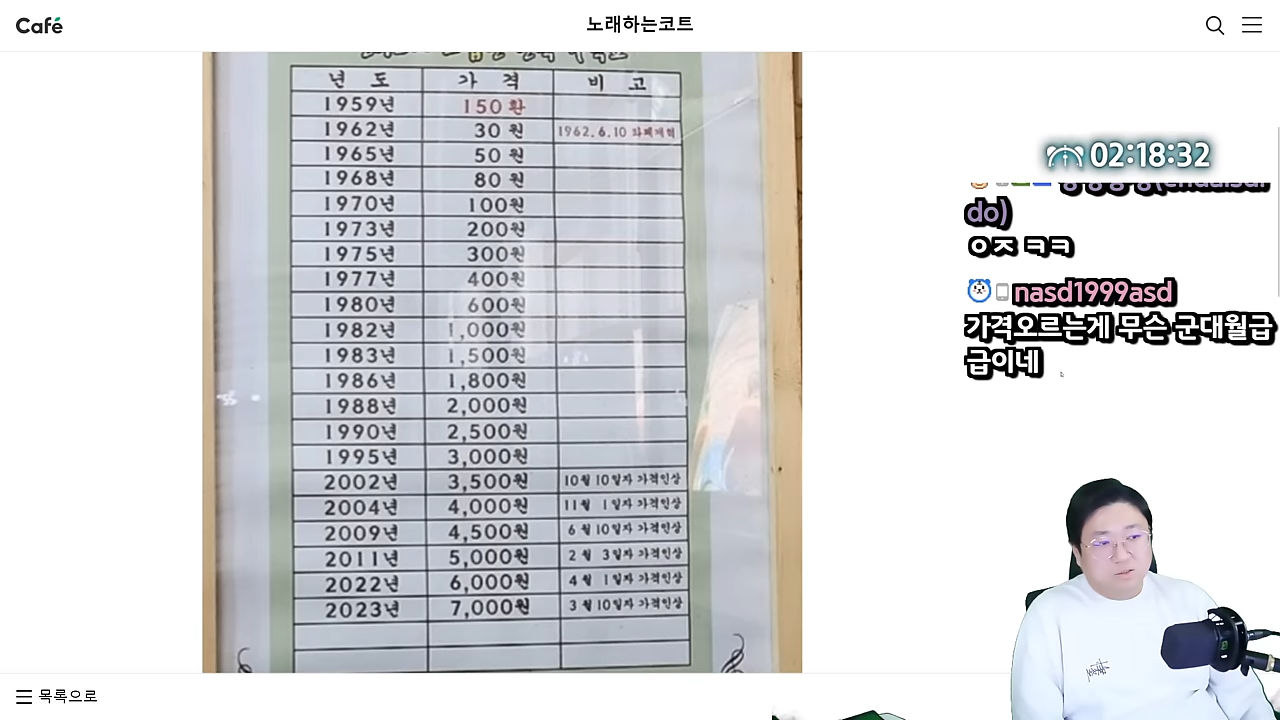 Café
노래하는코트
년 도 가 격 비 고
1959년 150 환
1962년 30 원 1962. 6. 10 화폐개혁
1965년 50 원
1968년 80 원
1970년 100원
1973년 200원
1975년 300원
1977년 400원
1980년 600원
1982년 1,000원
1983년 1,500원
1986년 1,800원
1988년 2,000원
1990년 2,500원
1995년 3,000원
2002년 3,500원 10월 10일자 가격인상
2004년 4,000원 11월 1일자 가격인상
2009년 4,500원 6월 10일자 가격인상
2011년 5,000원 2월 3일자 가격인상
2022년 6,000원 4월 1일자 가격인상
2023년 7,000원 3월 10일자 가격인상
02:18:32
do)
ㅇㅈ ㅋㅋ
nasd1999asd
가격오르는게 무슨 군대월급
급이네
목록으로